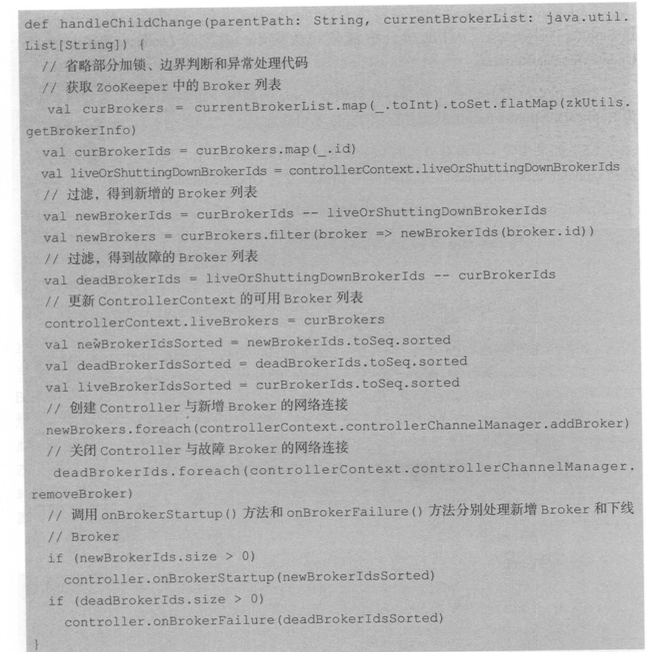 def handleChildChange(parentPath: String, currentBrokerList: java.util.
List[String]) {
// 省略部分加锁、边界判断和异常处理代码
// 获取 ZooKeeper 中的 Broker 列表
val curBrokers = currentBrokerList.map(_.toInt).toSet.flatMap(zkUtils.
getBrokerInfo)
val curBrokerIds = curBrokers.map(_.id)
val liveOrShuttingDownBrokerIds = controllerContext.liveOrShuttingDownBrokerIds
// 过滤，得到新增的 Broker 列表
val newBrokerIds = curBrokerIds -- liveOrShuttingDownBrokerIds
val newBrokers = curBrokers.filter(broker => newBrokerIds(broker.id))
// 过滤，得到故障的 Broker 列表
val deadBrokerIds = liveOrShuttingDownBrokerIds -- curBrokerIds
// 更新 ControllerContext 的可用 Broker 列表
controllerContext.liveBrokers = curBrokers
val newBrokerIdsSorted = newBrokerIds.toSeq.sorted
val deadBrokerIdsSorted = deadBrokerIds.toSeq.sorted
val liveBrokerIdsSorted = curBrokerIds.toSeq.sorted
// 创建 Controller 与新增 Broker 的网络连接
newBrokers.foreach(controllerContext.controllerChannelManager.addBroker)
// 关闭 Controller 与故障 Broker 的网络连接
deadBrokerIds.foreach(controllerContext.controllerChannelManager.
removeBroker)
// 调用 onBrokerStartup() 方法和 onBrokerFailure() 方法分别处理新增 Broker 和下线
// Broker
if (newBrokerIds.size > 0)
controller.onBrokerStartup(newBrokerIdsSorted)
if (deadBrokerIds.size > 0)
controller.onBrokerFailure(deadBrokerIdsSorted)
}